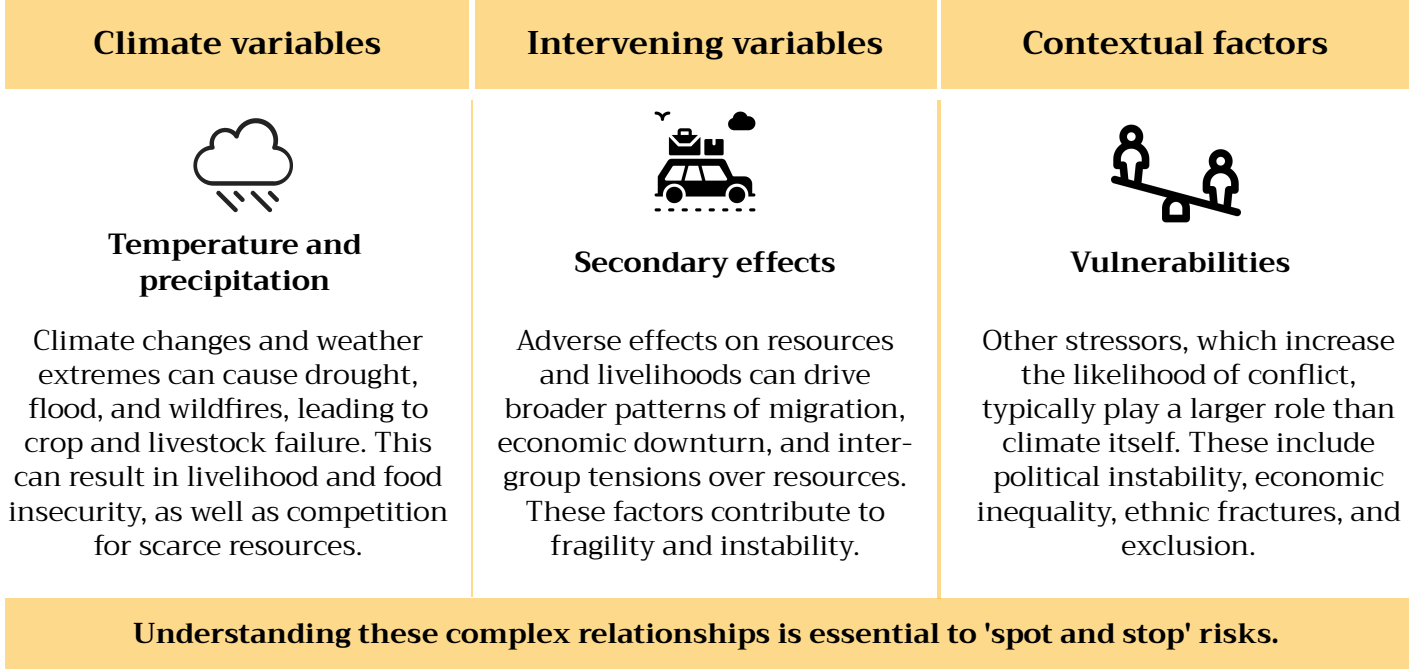 Climate variables
Intervening variables
Contextual factors
Temperature and
precipitation
Climate changes and weather
extremes can cause drought,
flood, and wildfires, leading to
crop and livestock failure. This
can result in livelihood and food
insecurity, as well as competition
for scarce resources.
Secondary effects
Adverse effects on resources
and livelihoods can drive
broader patterns of migration,
economic downturn, and inter-
group tensions over resources.
These factors contribute to
fragility and instability.
Vulnerabilities
Other stressors, which increase
the likelihood of conflict,
typically play a larger role than
climate itself. These include
political instability, economic
inequality, ethnic fractures, and
exclusion.
Understanding these complex relationships is essential to 'spot and stop' risks.